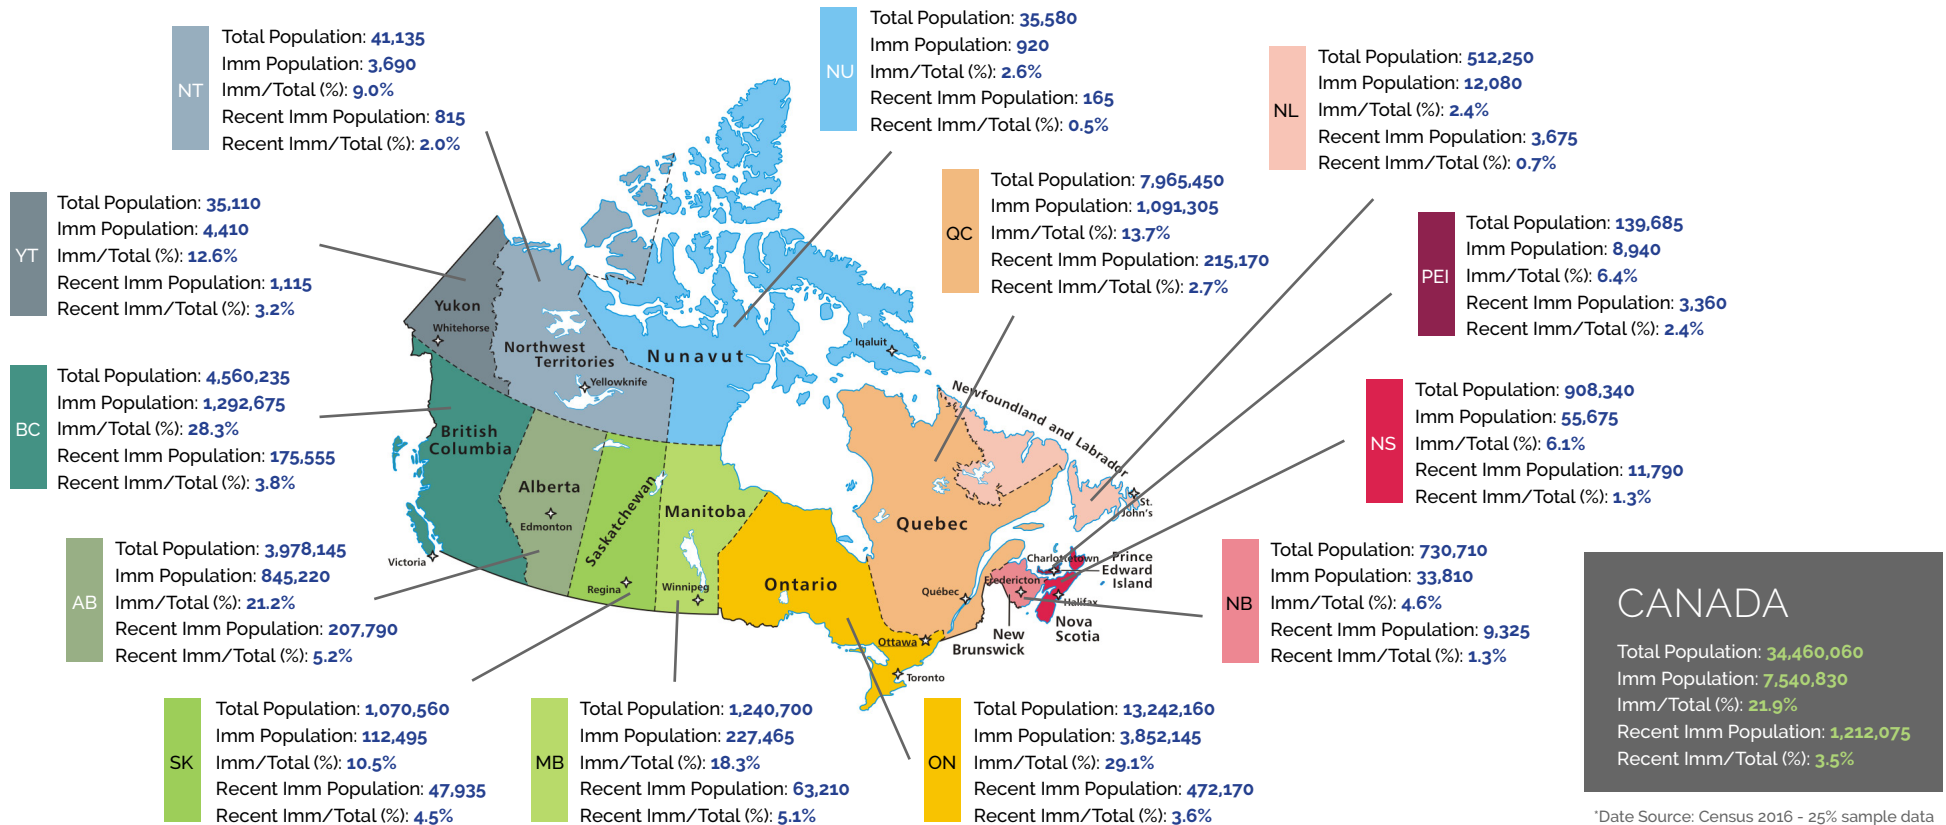 NT
Total Population: 41,135
Imm Population: 3,690
Imm/Total (%): 9.0%
Recent Imm Population: 815
Recent Imm/Total (%): 2.0%
NU
Total Population: 35,580
Imm Population: 920
Imm/Total (%): 2.6%
Recent Imm Population: 165
Recent Imm/Total (%): 0.5%
NL
Total Population: 512,250
Imm Population: 12,080
Imm/Total (%): 2.4%
Recent Imm Population: 3,675
Recent Imm/Total (%): 0.7%
YT
Total Population: 35,110
Imm Population: 4,410
Imm/Total (%): 12.6%
Recent Imm Population: 1,115
Recent Imm/Total (%): 3.2%
QC
Total Population: 7,965,450
Imm Population: 1,091,305
Imm/Total (%): 13.7%
Recent Imm Population: 215,170
Recent Imm/Total (%): 2.7%
PEI
Total Population: 139,685
Imm Population: 8,940
Imm/Total (%): 6.4%
Recent Imm Population: 3,360
Recent Imm/Total (%): 2.4%
BC
Total Population: 4,560,235
Imm Population: 1,292,675
Imm/Total (%): 28.3%
Recent Imm Population: 175,555
Recent Imm/Total (%): 3.8%
NS
Total Population: 908,340
Imm Population: 55,675
Imm/Total (%): 6.1%
Recent Imm Population: 11,790
Recent Imm/Total (%): 1.3%
AB
Total Population: 3,978,145
Imm Population: 845,220
Imm/Total (%): 21.2%
Recent Imm Population: 207,790
Recent Imm/Total (%): 5.2%
NB
Total Population: 730,710
Imm Population: 33,810
Imm/Total (%): 4.6%
Recent Imm Population: 9,325
Recent Imm/Total (%): 1.3%
SK
Total Population: 1,070,560
Imm Population: 112,495
Imm/Total (%): 10.5%
Recent Imm Population: 47,935
Recent Imm/Total (%): 4.5%
MB
Total Population: 1,240,700
Imm Population: 227,465
Imm/Total (%): 18.3%
Recent Imm Population: 63,210
Recent Imm/Total (%): 5.1%
ON
Total Population: 13,242,160
Imm Population: 3,852,145
Imm/Total (%): 29.1%
Recent Imm Population: 472,170
Recent Imm/Total (%): 3.6%
Yukon
Whitehorse
Northwest
Territories
Yellowknife
Nunavut
Iqaluit
British
Columbia
Victoria
Alberta
Edmonton
Saskatchewan
Regina
Manitoba
Winnipeg
Ontario
Ottawa
Toronto
Quebec
Québec
Newfoundland and Labrador
St.
John's
Charlottetown
Prince
Edward
Island
Fredericton
Halifax
Nova
Scotia
New
Brunswick
CANADA
Total Population: 34,460,060
Imm Population: 7,540,830
Imm/Total (%): 21.9%
Recent Imm Population: 1,212,075
Recent Imm/Total (%): 3.5%
*Date Source: Census 2016 - 25% sample data